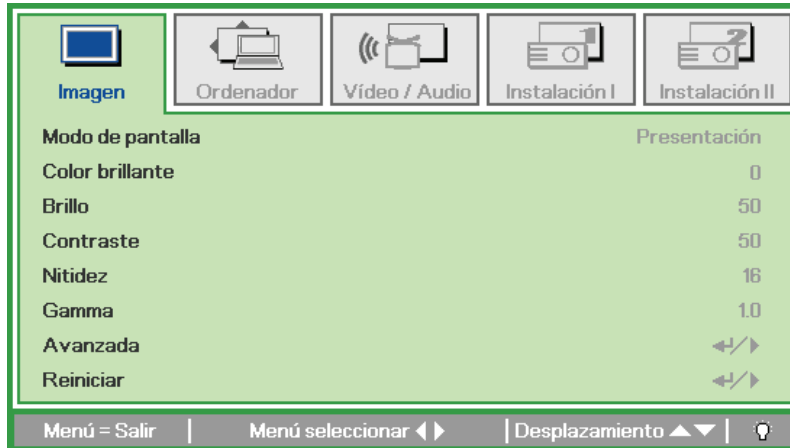 Imagen Ordenador Vídeo / Audio Instalación I Instalación II
Modo de pantalla Presentación
Color brillante 0
Brillo 50
Contraste 50
Nitidez 16
Gamma 1.0
Avanzada
Reiniciar
Menú = Salir Menú seleccionar Desplazamiento